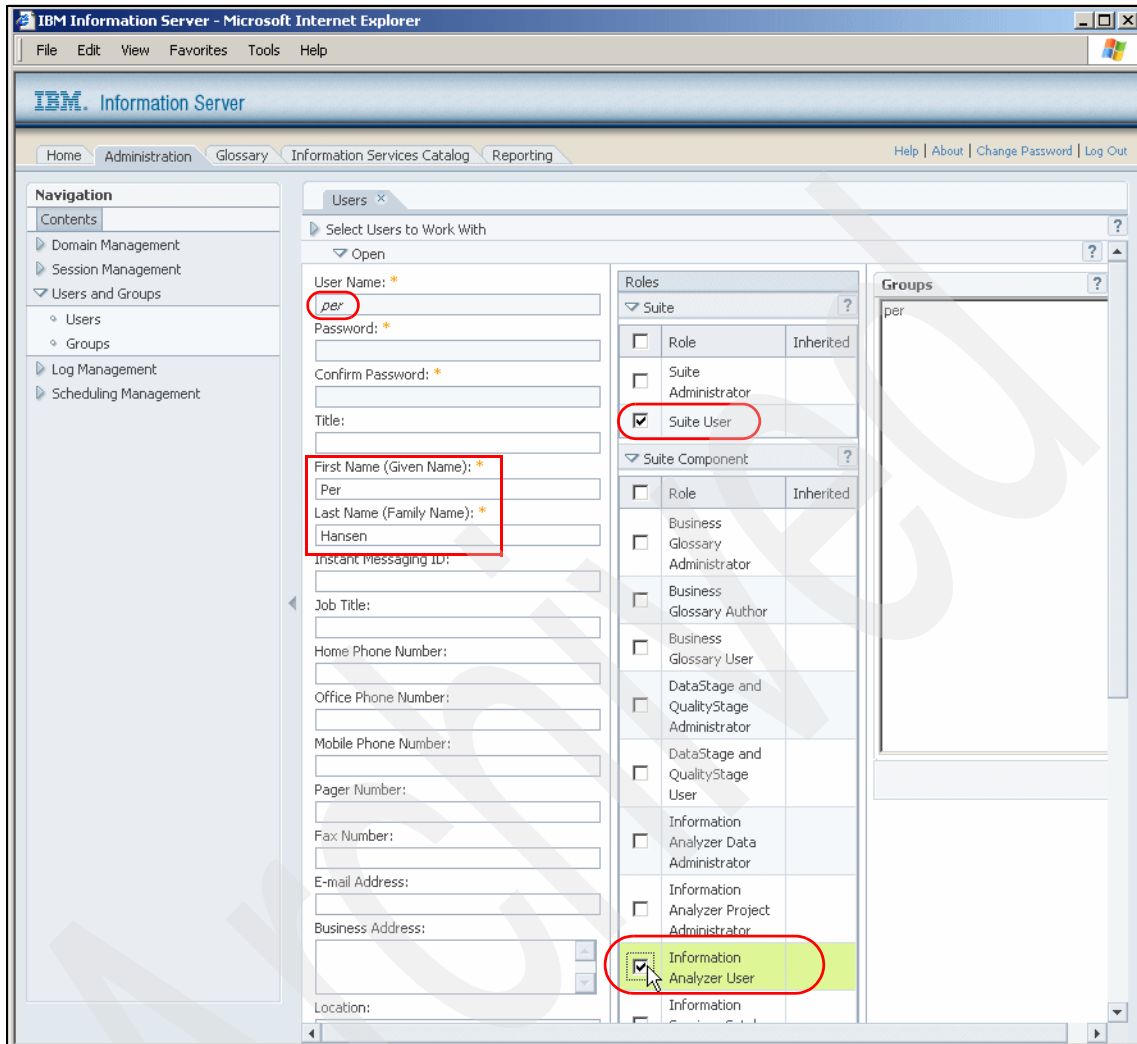 IBM Information Server - Microsoft Internet Explorer
File Edit View Favorites Tools Help
IBM. Information Server
Home Administration Glossary Information Services Catalog Reporting
Help | About | Change Password | Log Out
Navigation
Contents
Domain Management
Session Management
Users and Groups
Users
Groups
Log Management
Scheduling Management
Users ×
Select Users to Work With ?
Open ?
User Name: *
per
Password: *
Confirm Password: *
Title:
First Name (Given Name): *
Per
Last Name (Family Name): *
Hansen
Instant Messaging ID:
Job Title:
Home Phone Number:
Office Phone Number:
Mobile Phone Number:
Pager Number:
Fax Number:
E-mail Address:
Business Address:
Location:
Roles
Suite ?
Role Inherited
Suite
Administrator
Suite User
Suite Component ?
Role Inherited
Business
Glossary
Administrator
Business
Glossary Author
Business
Glossary User
DataStage and
QualityStage
Administrator
DataStage and
QualityStage
User
Information
Analyzer Data
Administrator
Information
Analyzer Project
Administrator
Information
Analyzer User
Information
Groups ?
per
Archived